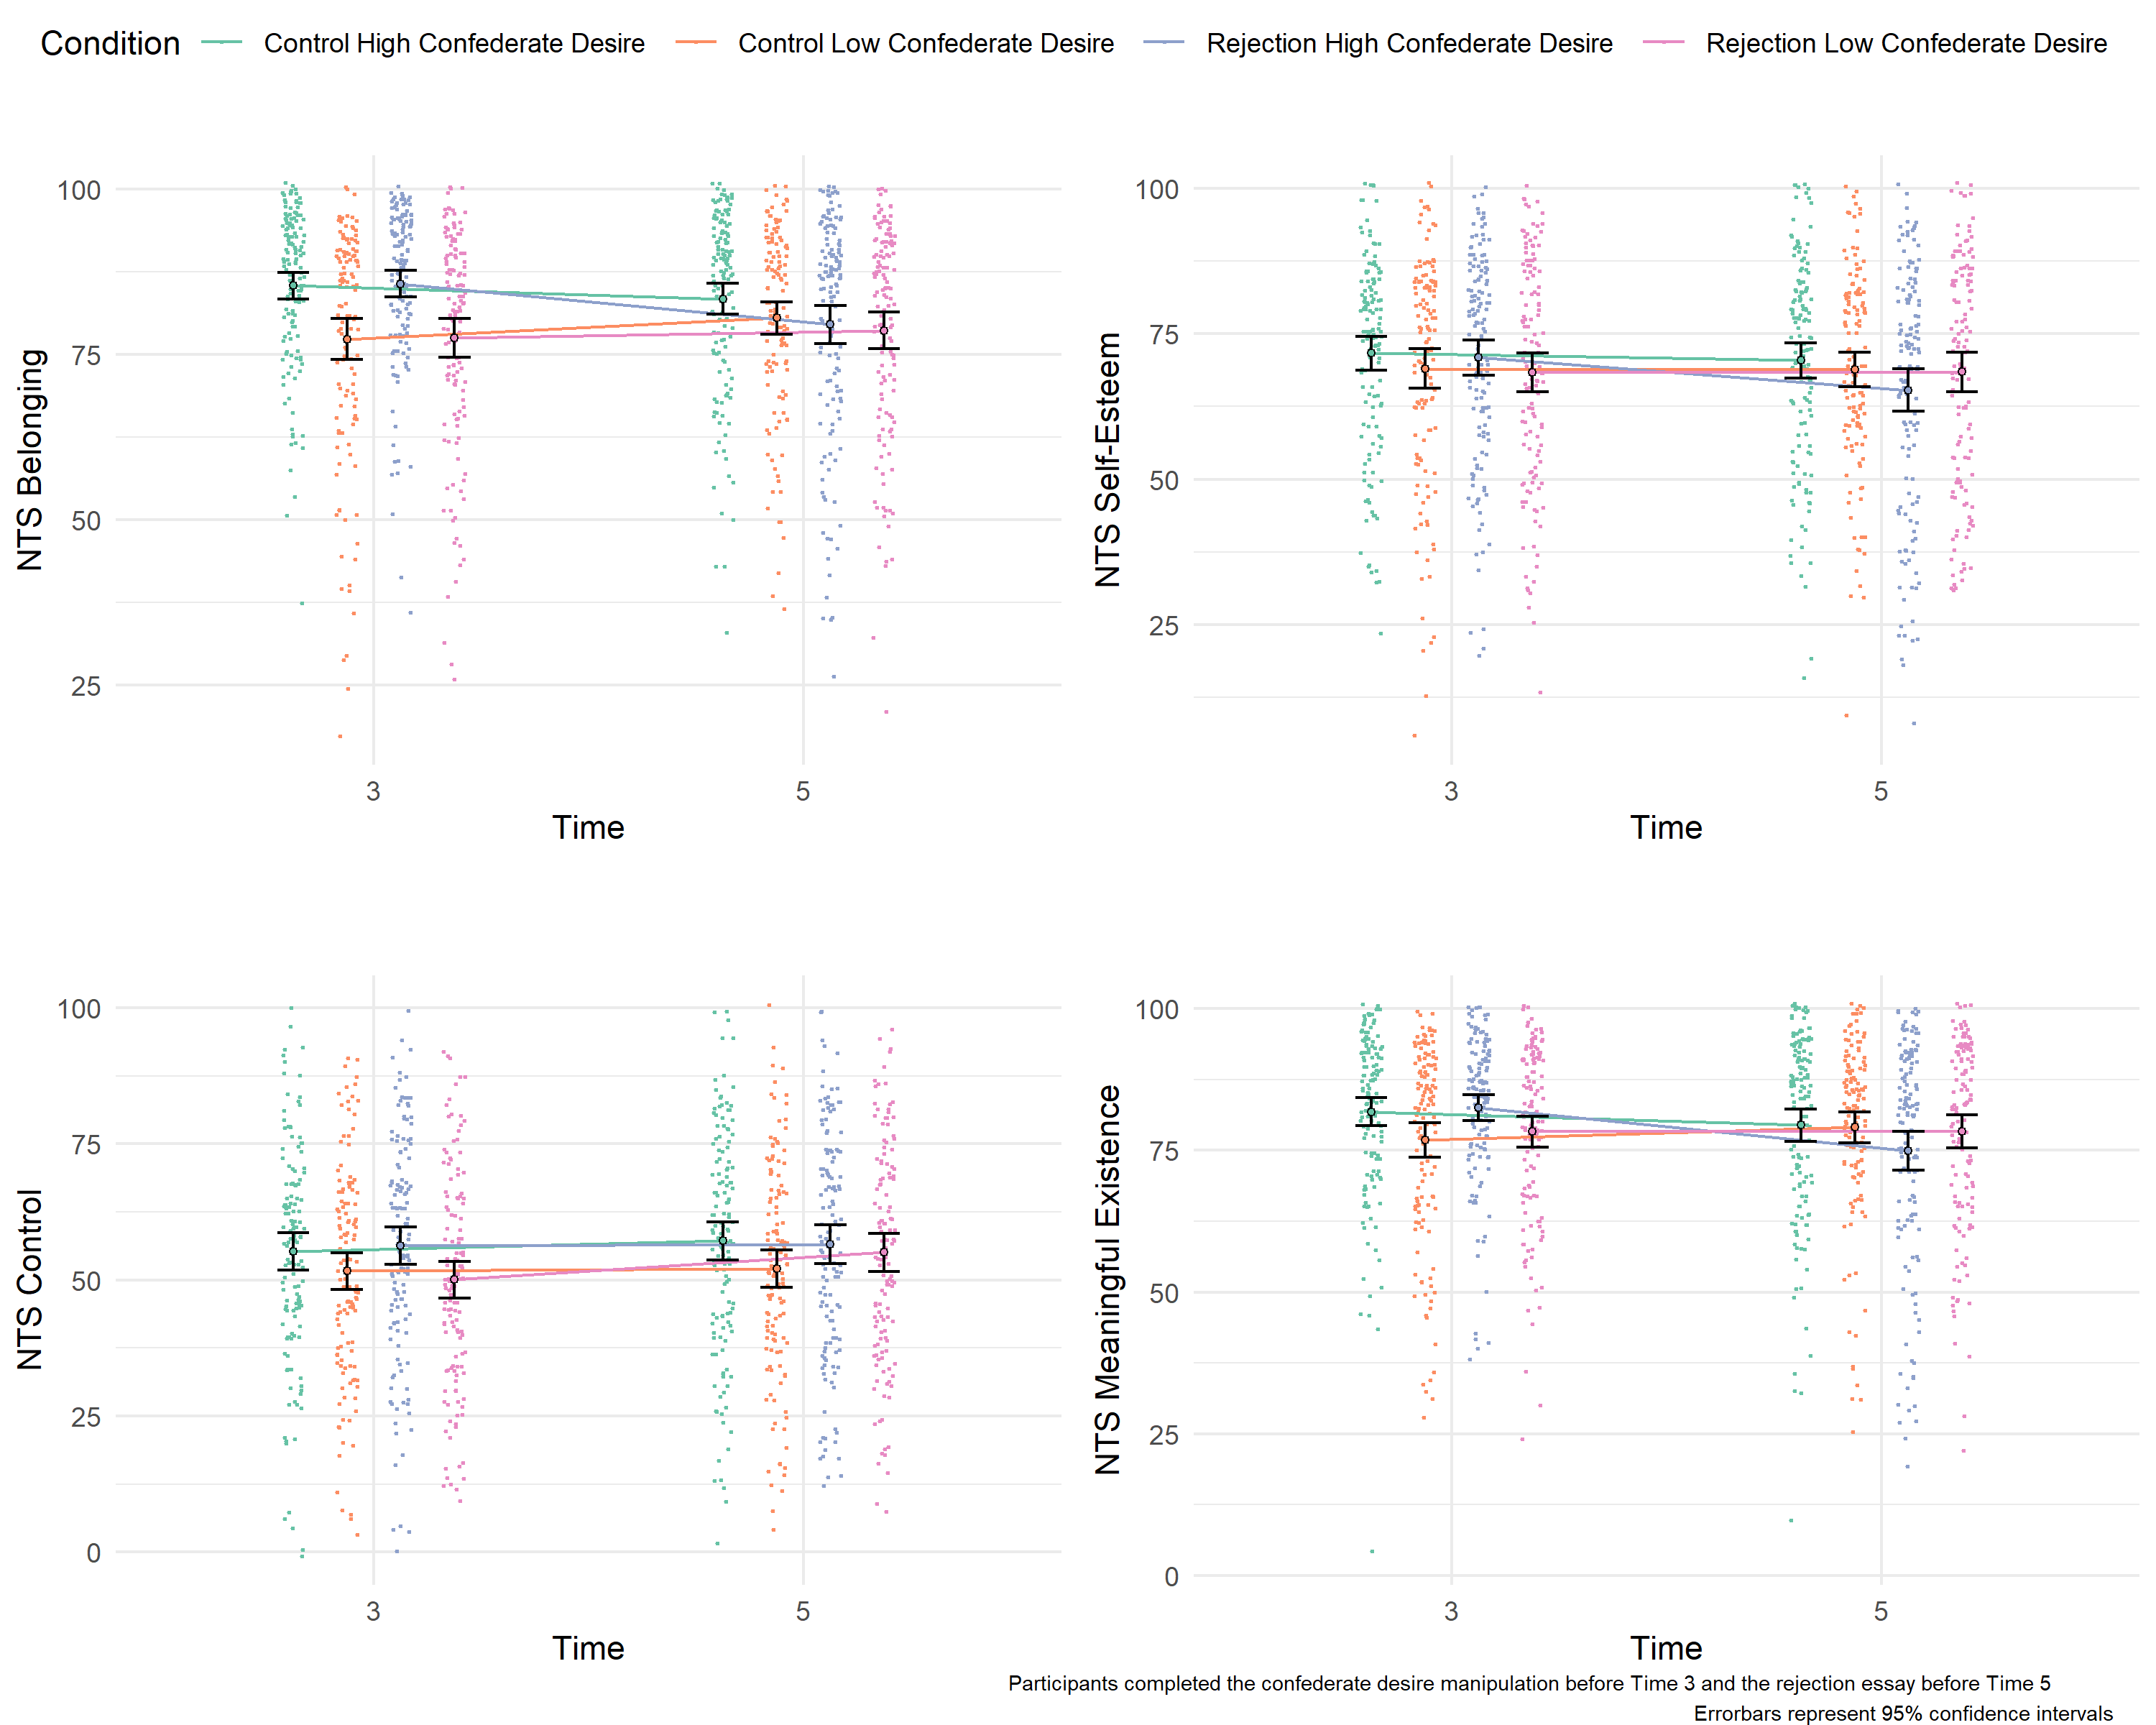 Condition Control High Confederate Desire Control Low Confederate Desire Rejection High Confederate Desire Rejection Low Confederate Desire
NTS Belonging
100
75
50
25
3 5
Time
NTS Self-Esteem
100
75
50
25
3 5
Time
NTS Control
100
75
50
25
0
3 5
Time
NTS Meaningful Existence
100
75
50
25
0
3 5
Time
Participants completed the confederate desire manipulation before Time 3 and the rejection essay before Time 5
Errorbars represent 95% confidence intervals